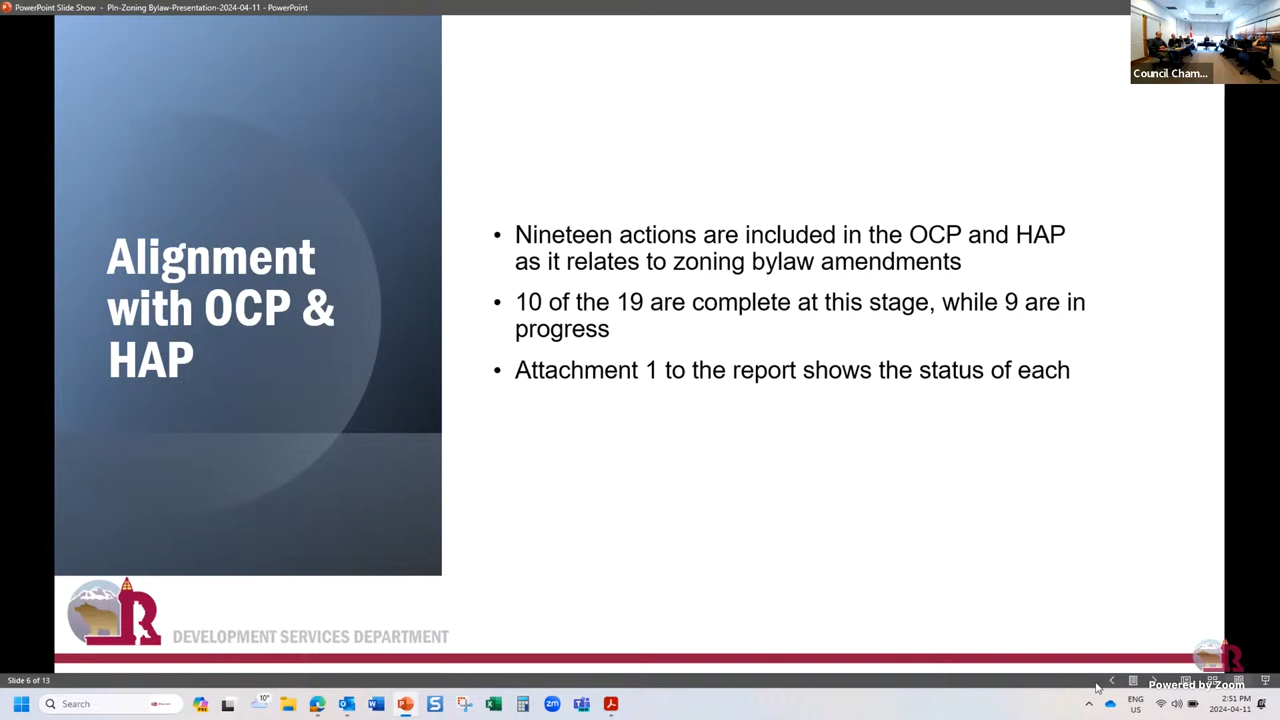 PowerPoint Slide Show - Pln-Zoning Bylaw-Presentation-2024-04-11 - PowerPoint
Council Cham...
Alignment
with OCP &
HAP
• Nineteen actions are included in the OCP and HAP
as it relates to zoning bylaw amendments
• 10 of the 19 are complete at this stage, while 9 are in
progress
• Attachment 1 to the report shows the status of each
R
DEVELOPMENT SERVICES DEPARTMENT
Slide 6 of 13
Powered by Zoom
Search
10°
ENG
US
2:51 PM
2024-04-11